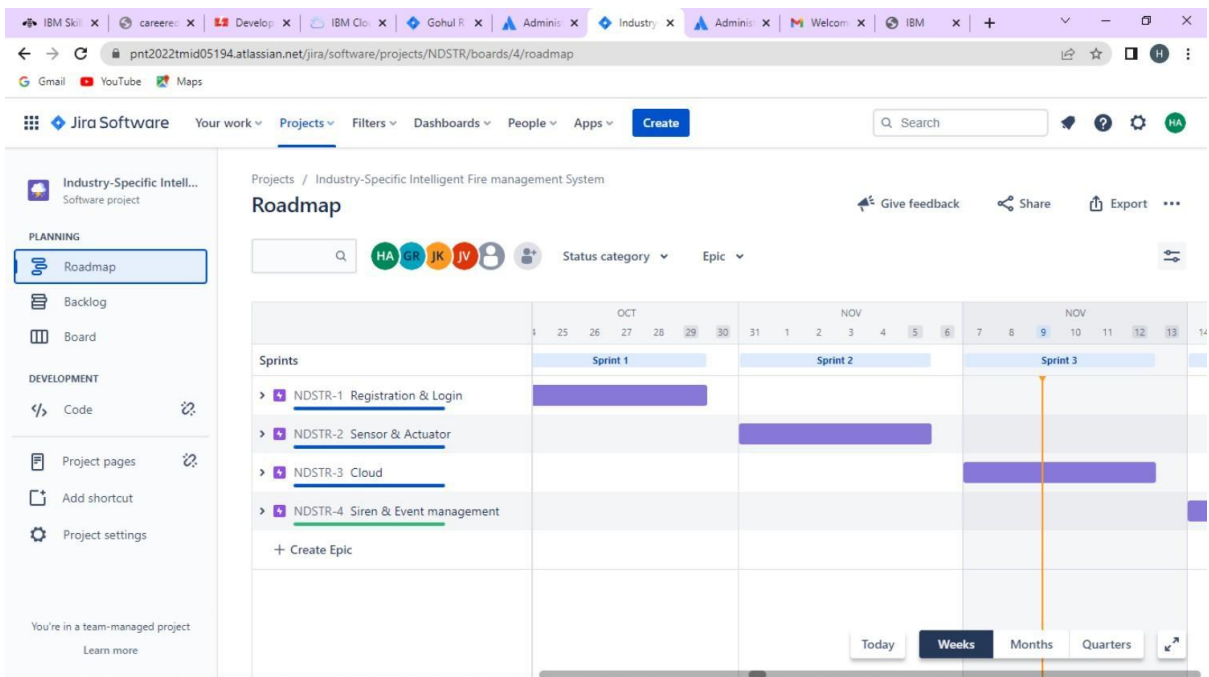 IBM Skil
career
Develop
IBM Clo
Gohul R
Adminis
Industry
Adminis
Welcom
IBM
pnt2022tmid05194.atlassian.net/jira/software/projects/NDSTR/boards/4/roadmap
H
Gmail YouTube Maps
Jira Software Your work Projects Filters Dashboards People Apps Create Search HA
Industry-Specific Intell...
Software project
PLANNING
Roadmap
Backlog
Board
DEVELOPMENT
Code
Project pages
Add shortcut
Project settings
You're in a team-managed project
Learn more
Projects / Industry-Specific Intelligent Fire management System
Roadmap
Give feedback Share Export
HA GR JK JV Status category Epic
OCT NOV NOV
25 26 27 28 29 30 31 1 2 3 4 5 6 7 8 9 10 11 12 13 14
Sprints Sprint 1 Sprint 2 Sprint 3
NDSTR-1 Registration & Login
NDSTR-2 Sensor & Actuator
NDSTR-3 Cloud
NDSTR-4 Siren & Event management
+ Create Epic
Today Weeks Months Quarters